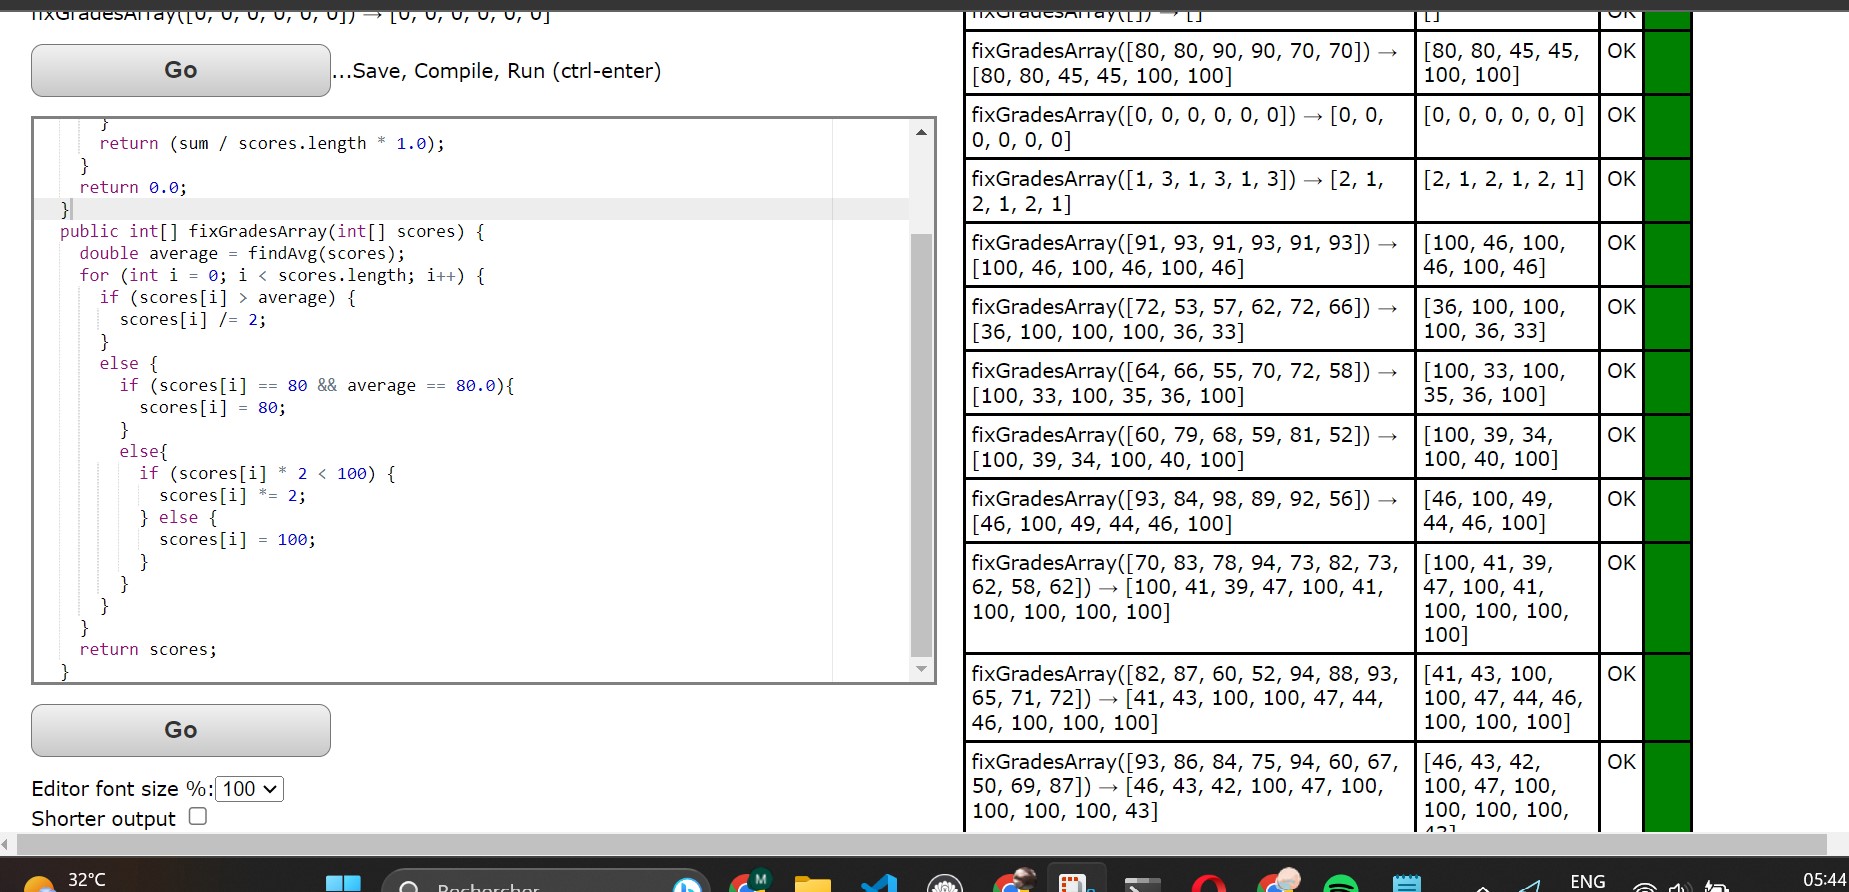 fixGradesArray([0, 0, 0, 0, 0, 0]) → [0, 0, 0, 0, 0, 0]
Go
...Save, Compile, Run (ctrl-enter)
}
return (sum / scores.length * 1.0);
}
return 0.0;
}
public int[] fixGradesArray(int[] scores) {
double average = findAvg(scores);
for (int i = 0; i < scores.length; i++) {
if (scores[i] > average) {
scores[i] /= 2;
}
else {
if (scores[i] == 80 && average == 80.0){
scores[i] = 80;
}
else{
if (scores[i] * 2 < 100) {
scores[i] *= 2;
} else {
scores[i] = 100;
}
}
}
}
return scores;
}
Go
Editor font size %: 100
Shorter output
fixGradesArray([]) → [] [] OK
fixGradesArray([80, 80, 90, 90, 70, 70]) → [80, 80, 45, 45, OK
[80, 80, 45, 45, 100, 100] 100, 100]
fixGradesArray([0, 0, 0, 0, 0, 0]) → [0, 0, [0, 0, 0, 0, 0, 0] OK
0, 0, 0, 0]
fixGradesArray([1, 3, 1, 3, 1, 3]) → [2, 1, [2, 1, 2, 1, 2, 1] OK
2, 1, 2, 1]
fixGradesArray([91, 93, 91, 93, 91, 93]) → [100, 46, 100, OK
[100, 46, 100, 46, 100, 46] 46, 100, 46]
fixGradesArray([72, 53, 57, 62, 72, 66]) → [36, 100, 100, OK
[36, 100, 100, 100, 36, 33] 100, 36, 33]
fixGradesArray([64, 66, 55, 70, 72, 58]) → [100, 33, 100, OK
[100, 33, 100, 35, 36, 100] 35, 36, 100]
fixGradesArray([60, 79, 68, 59, 81, 52]) → [100, 39, 34, OK
[100, 39, 34, 100, 40, 100] 100, 40, 100]
fixGradesArray([93, 84, 98, 89, 92, 56]) → [46, 100, 49, OK
[46, 100, 49, 44, 46, 100] 44, 46, 100]
fixGradesArray([70, 83, 78, 94, 73, 82, 73, [100, 41, 39, OK
62, 58, 62]) → [100, 41, 39, 47, 100, 41, 47, 100, 41,
100, 100, 100, 100] 100, 100, 100,
100]
fixGradesArray([82, 87, 60, 52, 94, 88, 93, [41, 43, 100, OK
65, 71, 72]) → [41, 43, 100, 100, 47, 44, 100, 47, 44, 46,
46, 100, 100, 100] 100, 100, 100]
fixGradesArray([93, 86, 84, 75, 94, 60, 67, [46, 43, 42, OK
50, 69, 87]) → [46, 43, 42, 100, 47, 100, 100, 47, 100,
100, 100, 100, 43] 100, 100, 100,
43]
32°C
Rechercher
M
ENG
05:44